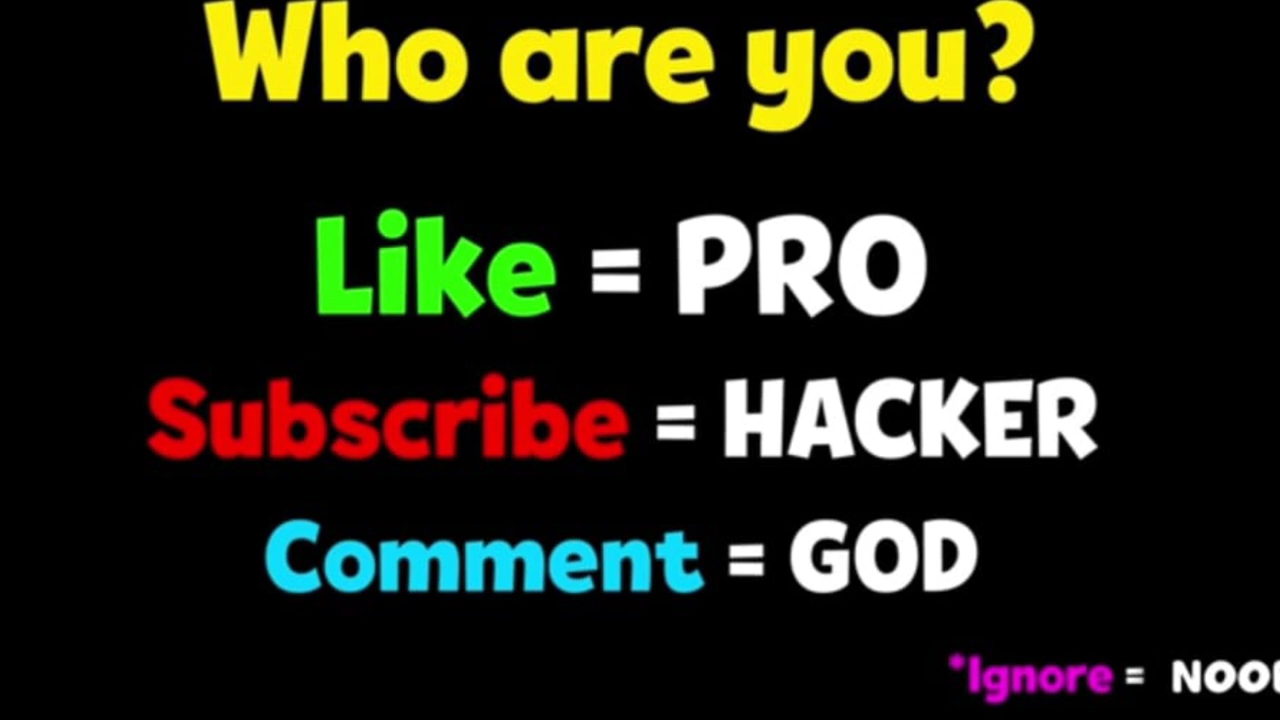 Who are you?
Like = PRO
Subscribe = HACKER
Comment = GOD
*Ignore =